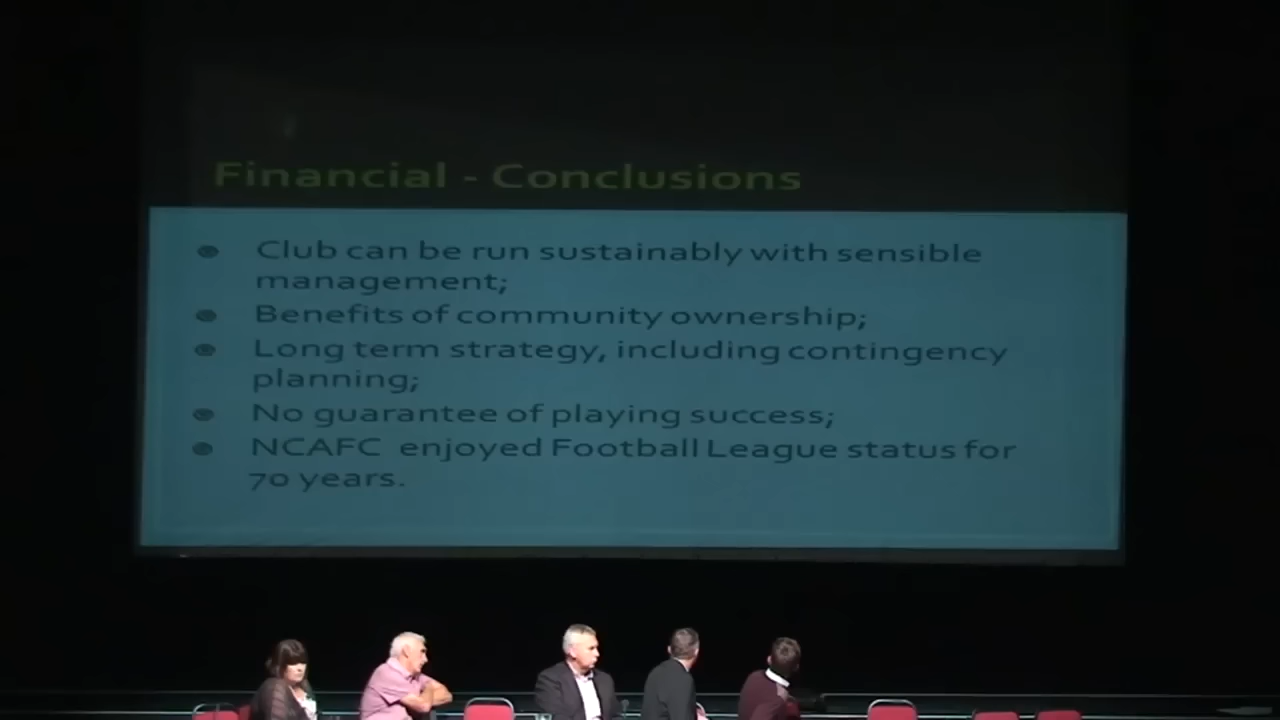 Financial - Conclusions
Club can be run sustainably with sensible
management;
Benefits of community ownership;
Long term strategy, including contingency
planning;
No guarantee of playing success;
NCAFC enjoyed Football League status for
70 years.